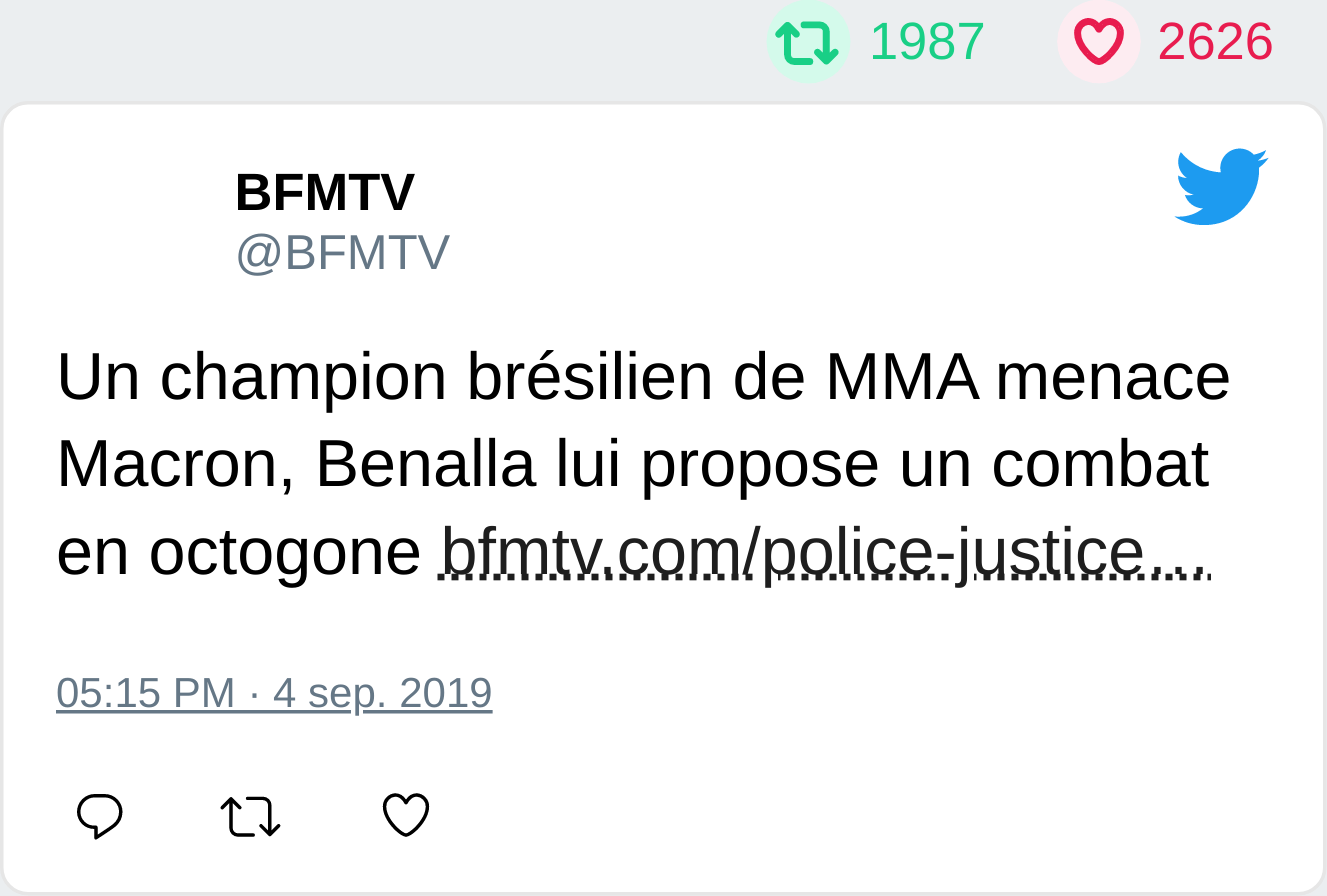 1987 2626
BFMTV
@BFMTV
Un champion brésilien de MMA menace
Macron, Benalla lui propose un combat
en octogone bfmtv.com/police-justice…
05:15 PM · 4 sep. 2019